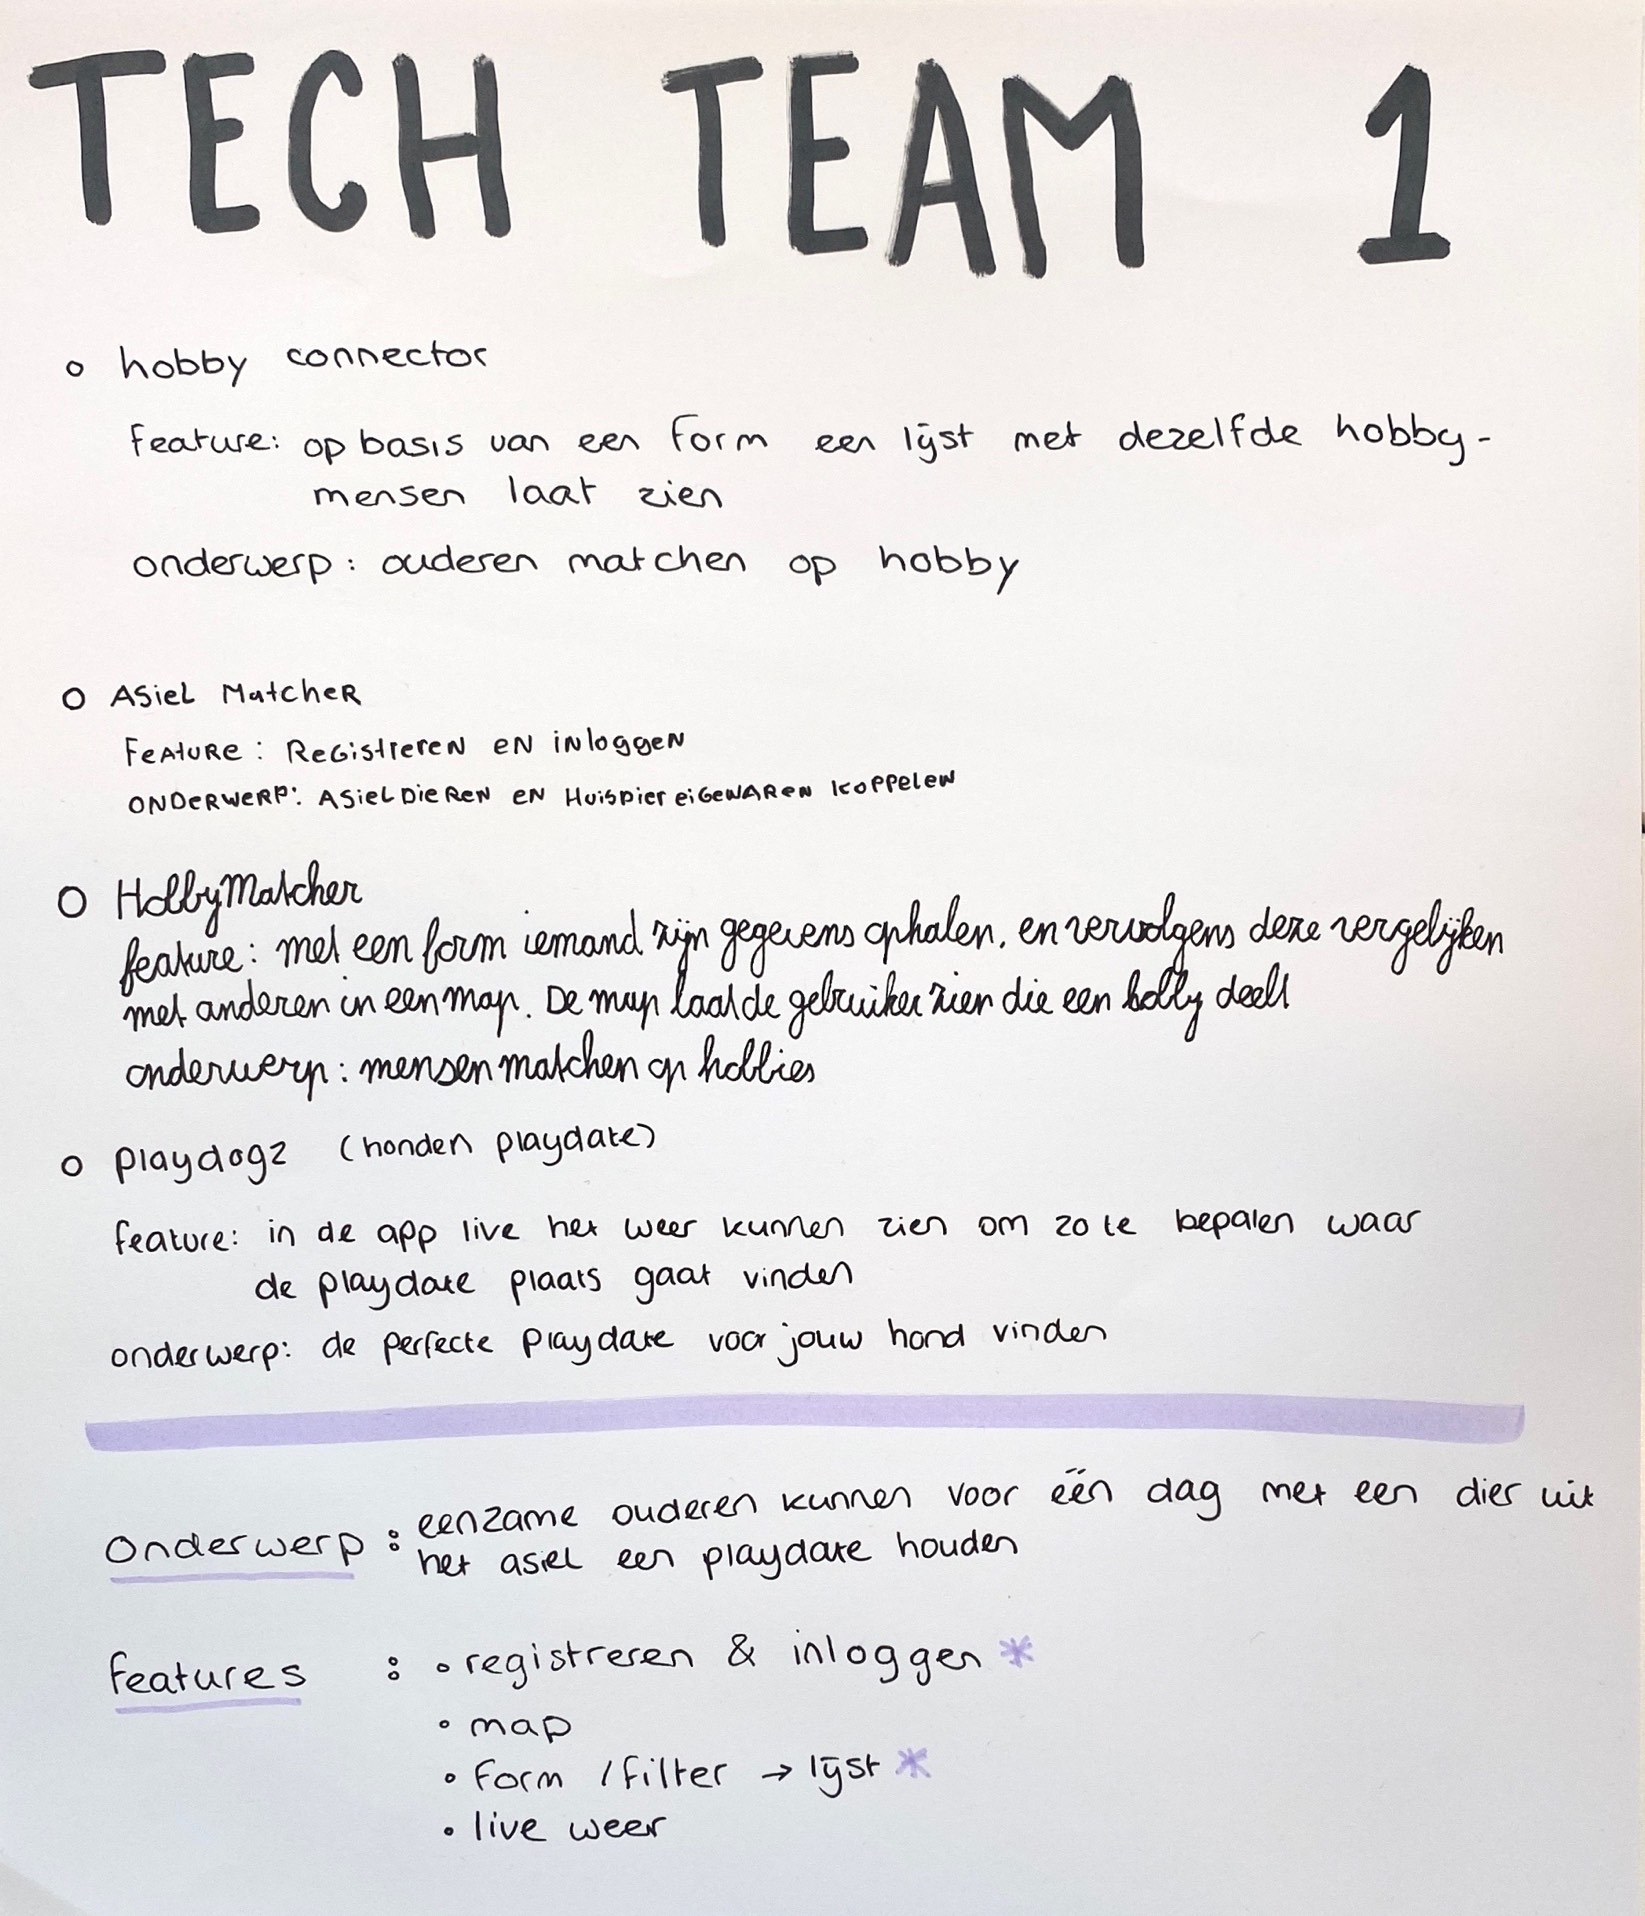 TECH TEAM 1
o hobby connector
feature: op basis van een form een lijst met dezelfde hobby-
mensen laat zien
onderwerp: ouderen matchen op hobby
o Asiel Matcher
Feature: Registreren en inloggen
Onderwerp: Asieldieren en Huisdier eigenaren koppelen
o HobbyMatcher
feature: met een form iemand zijn gegevens ophalen, en vervolgens deze vergelijken
met anderen in een map. De map laat de gebruiker zien die een hobby deelt
onderwerp: mensen matchen op hobbies
o playdogz (honden playdate)
feature: in de app live het weer kunnen zien om zo te bepalen waar
de playdate plaats gaat vinden
onderwerp: de perfecte playdate voor jouw hond vinden
Onderwerp: eenzame ouderen kunnen voor één dag met een dier uit
het asiel een playdate houden
features : • registreren & inloggen *
• map
• form / filter → lijst *
• live weer